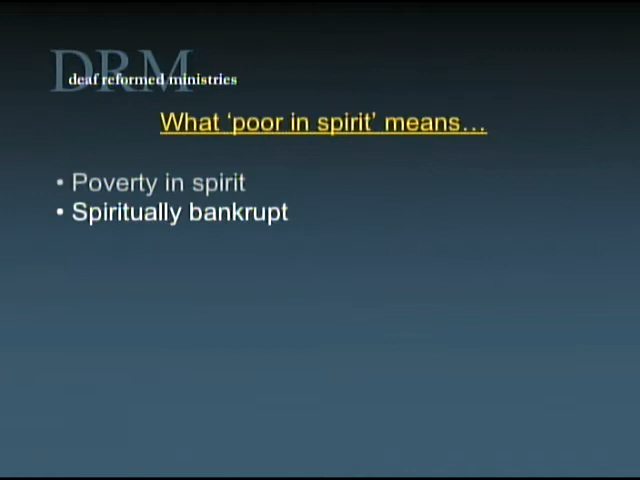 DRM
deaf reformed ministries
What ‘poor in spirit’ means…
• Poverty in spirit
• Spiritually bankrupt